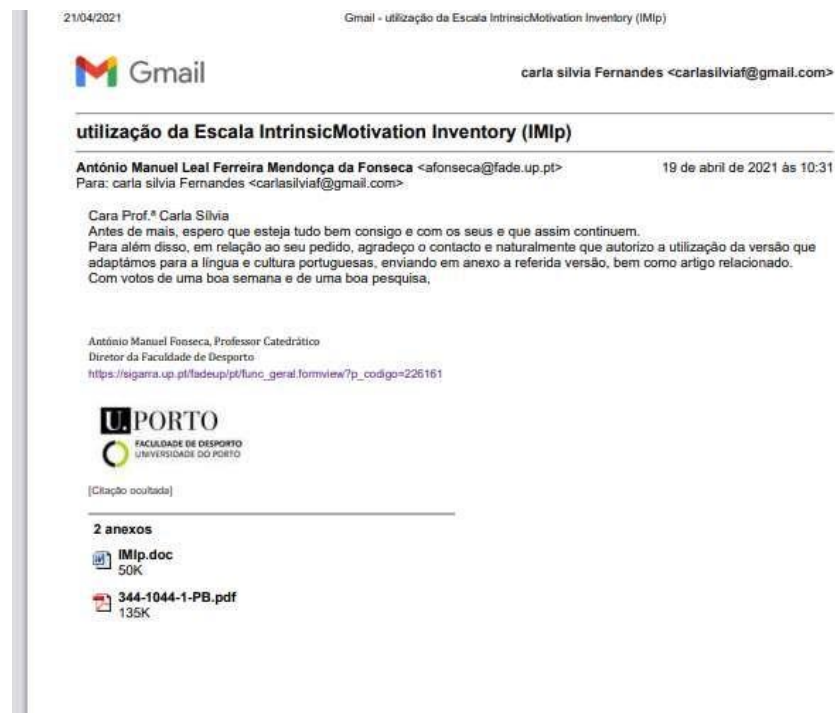 21/04/2021 Gmail - utilização da Escala IntrinsicMotivation Inventory (IMIp)
Gmail carla silvia Fernandes <carlasilviaf@gmail.com>
utilização da Escala IntrinsicMotivation Inventory (IMIp)
António Manuel Leal Ferreira Mendonça da Fonseca <afonseca@fade.up.pt> 19 de abril de 2021 às 10:31
Para: carla silvia Fernandes <carlasilviaf@gmail.com>
Cara Prof.ª Carla Sílvia
Antes de mais, espero que esteja tudo bem consigo e com os seus e que assim continuem.
Para além disso, em relação ao seu pedido, agradeço o contacto e naturalmente que autorizo a utilização da versão que
adaptámos para a língua e cultura portuguesas, enviando em anexo a referida versão, bem como artigo relacionado.
Com votos de uma boa semana e de uma boa pesquisa,
António Manuel Fonseca, Professor Catedrático
Diretor da Faculdade de Desporto
https://sigarra.up.pt/fadeup/pt/func_geral.formview?p_codigo=226161
U.PORTO
FACULDADE DE DESPORTO
UNIVERSIDADE DO PORTO
[Citação ocultada]
2 anexos
IMIp.doc
50K
344-1044-1-PB.pdf
135K